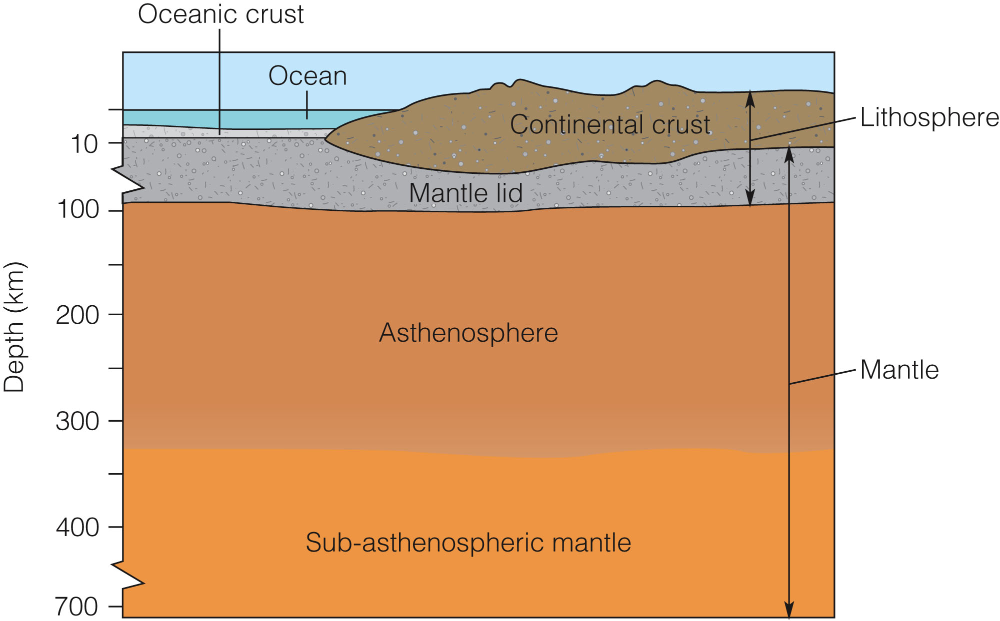 Oceanic crust
Ocean
Continental crust
Lithosphere
10
Mantle lid
100
Depth (km)
200
Asthenosphere
Mantle
300
400
Sub-asthenospheric mantle
700